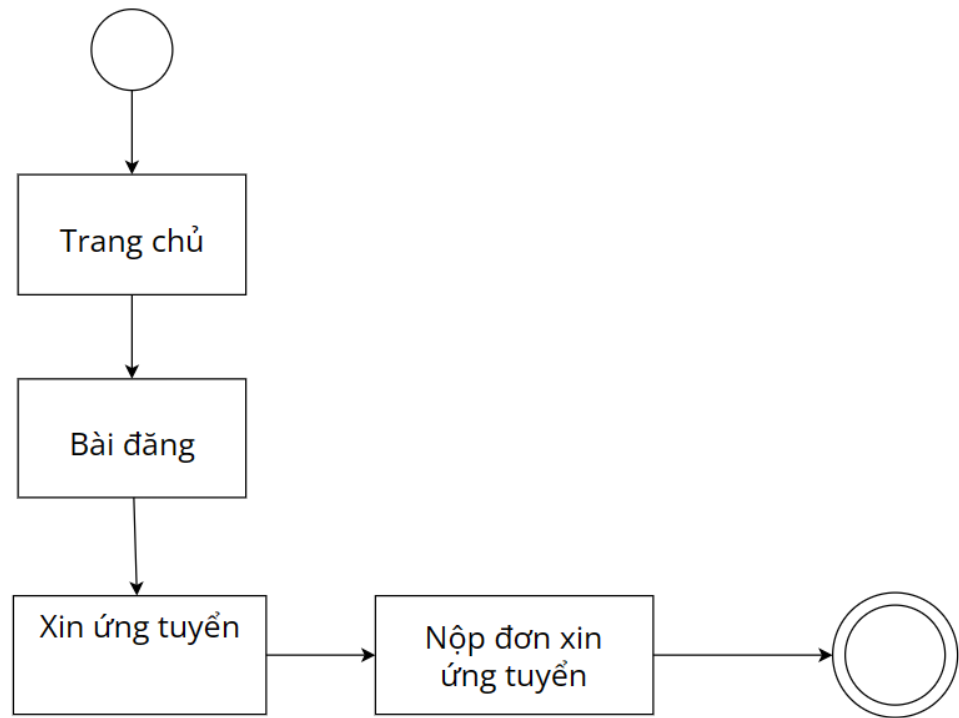 Trang chủ
Bài đăng
Xin ứng tuyển
Nộp đơn xin
ứng tuyển